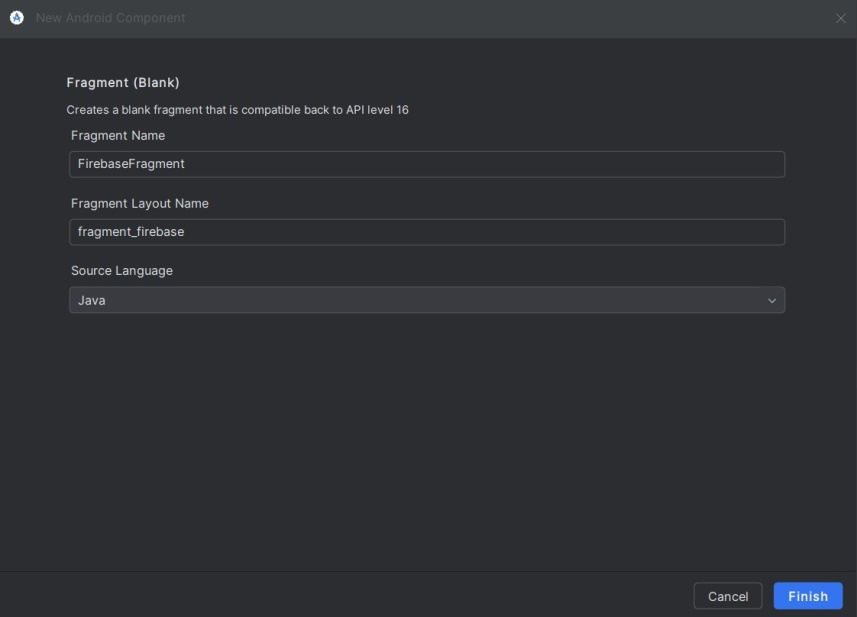 New Android Component
Fragment (Blank)
Creates a blank fragment that is compatible back to API level 16
Fragment Name
FirebaseFragment
Fragment Layout Name
fragment_firebase
Source Language
Java
Cancel
Finish